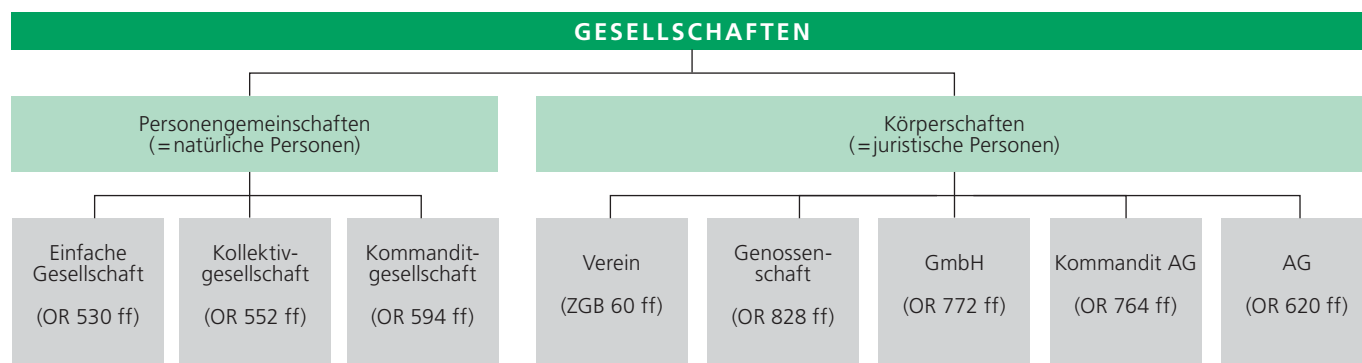 GESELLSCHAFTEN
Personengemeinschaften
(=natürliche Personen)
Körperschaften
(=juristische Personen)
Einfache
Gesellschaft
(OR 530 ff)
Kollektiv-
gesellschaft
(OR 552 ff)
Kommandit-
gesellschaft
(OR 594 ff)
Verein
(ZGB 60 ff)
Genossen-
schaft
(OR 828 ff)
GmbH
(OR 772 ff)
Kommandit AG
(OR 764 ff)
AG
(OR 620 ff)